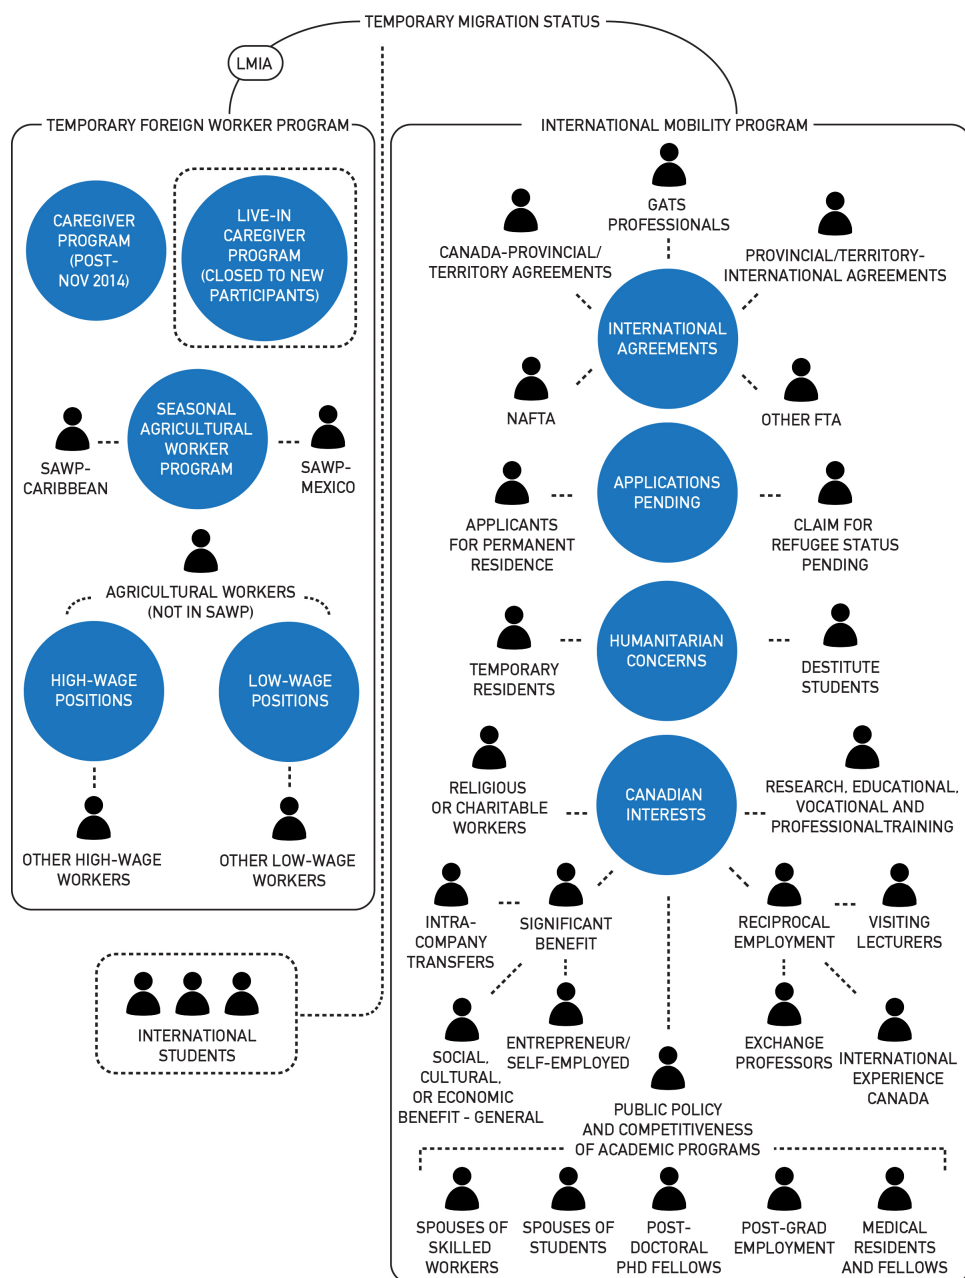 TEMPORARY MIGRATION STATUS
LMIA
TEMPORARY FOREIGN WORKER PROGRAM
CAREGIVER
PROGRAM
(POST-
NOV 2014)
LIVE-IN
CAREGIVER
PROGRAM
(CLOSED TO NEW
PARTICIPANTS)
SEASONAL
AGRICULTURAL
WORKER
PROGRAM
SAWP-
CARIBBEAN
SAWP-
MEXICO
AGRICULTURAL WORKERS
(NOT IN SAWP)
HIGH-WAGE
POSITIONS
LOW-WAGE
POSITIONS
OTHER HIGH-WAGE
WORKERS
OTHER LOW-WAGE
WORKERS
INTERNATIONAL
STUDENTS
INTERNATIONAL MOBILITY PROGRAM
GATS
PROFESSIONALS
CANADA-PROVINCIAL/
TERRITORY AGREEMENTS
PROVINCIAL/TERRITORY-
INTERNATIONAL AGREEMENTS
INTERNATIONAL
AGREEMENTS
NAFTA
OTHER FTA
APPLICATIONS
PENDING
APPLICANTS
FOR PERMANENT
RESIDENCE
CLAIM FOR
REFUGEE STATUS
PENDING
HUMANITARIAN
CONCERNS
TEMPORARY
RESIDENTS
DESTITUTE
STUDENTS
CANADIAN
INTERESTS
RELIGIOUS
OR CHARITABLE
WORKERS
RESEARCH, EDUCATIONAL,
VOCATIONAL AND
PROFESSIONALTRAINING
INTRA-
COMPANY
TRANSFERS
SIGNIFICANT
BENEFIT
RECIPROCAL
EMPLOYMENT
VISITING
LECTURERS
SOCIAL,
CULTURAL,
OR ECONOMIC
BENEFIT - GENERAL
ENTREPRENEUR/
SELF-EMPLOYED
EXCHANGE
PROFESSORS
INTERNATIONAL
EXPERIENCE
CANADA
PUBLIC POLICY
AND COMPETITIVENESS
OF ACADEMIC PROGRAMS
SPOUSES OF
SKILLED
WORKERS
SPOUSES OF
STUDENTS
POST-
DOCTORAL
PHD FELLOWS
POST-GRAD
EMPLOYMENT
MEDICAL
RESIDENTS
AND FELLOWS